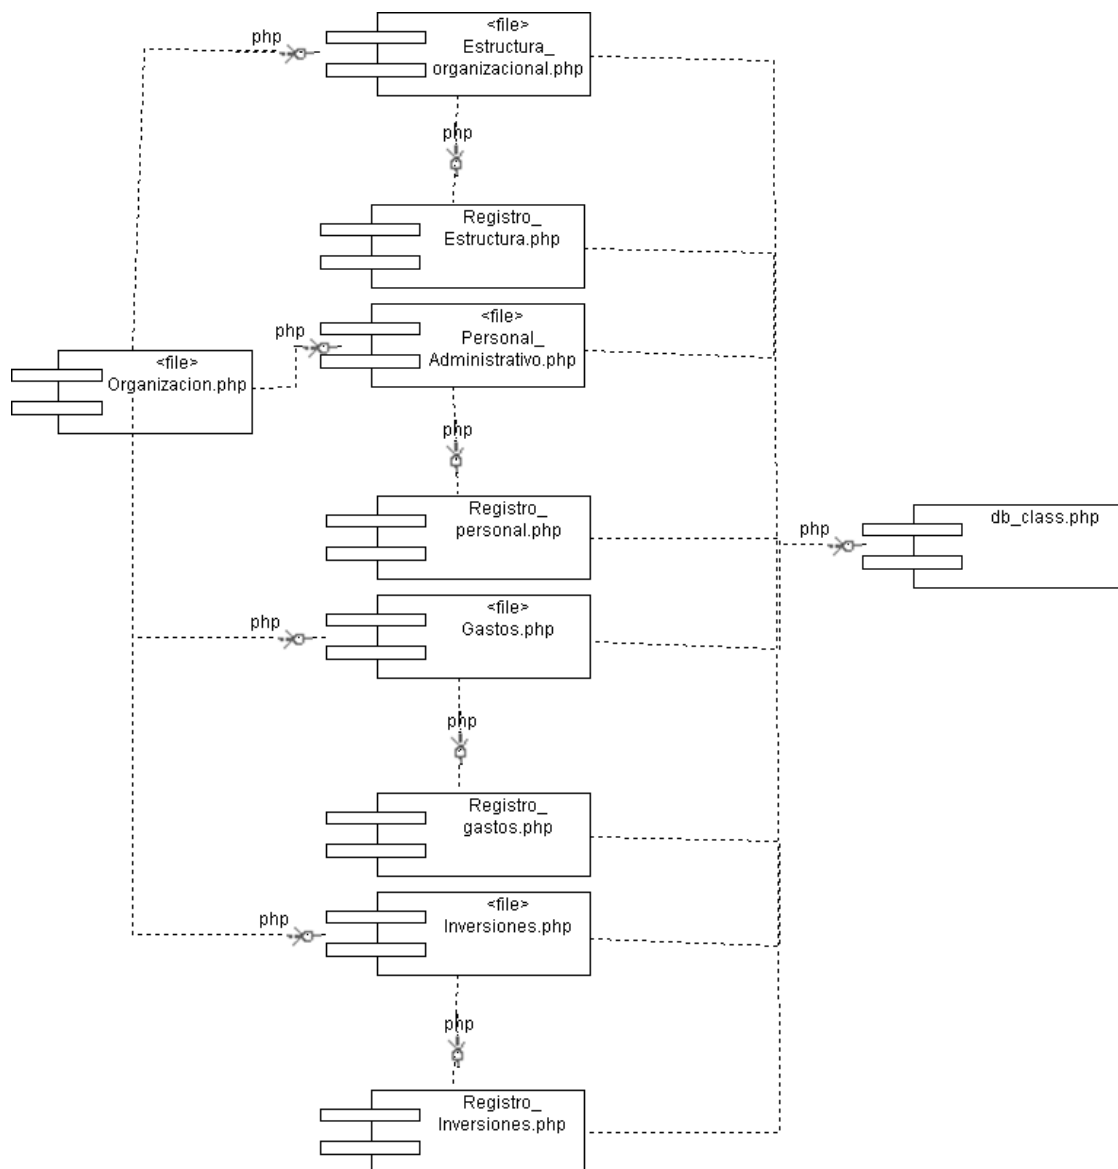 php
<file>
Estructura_
organizacional.php
php
Registro_
Estructura.php
php
<file>
Personal_
Administrativo.php
<file>
Organizacion.php
php
Registro_
personal.php
php
db_class.php
php
<file>
Gastos.php
php
Registro_
gastos.php
php
<file>
Inversiones.php
php
Registro_
Inversiones.php